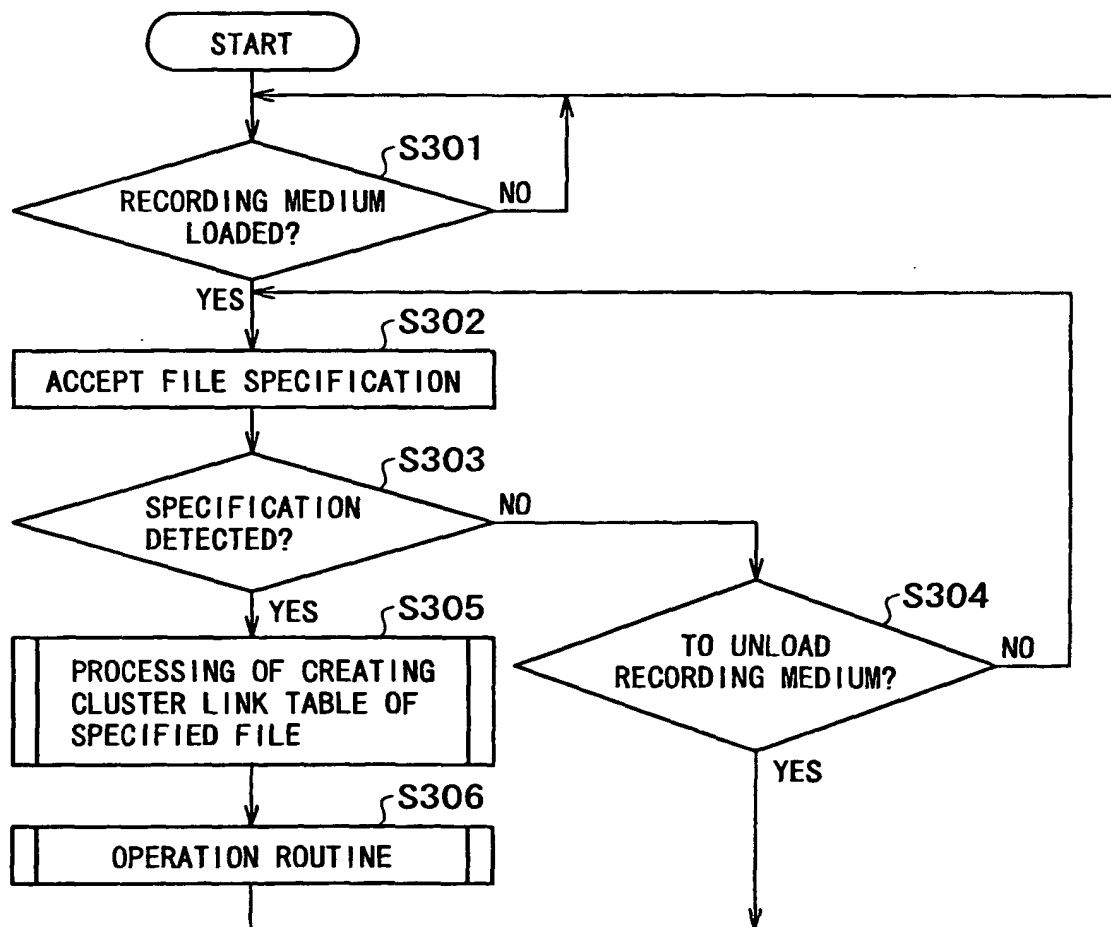 START
S301
RECORDING MEDIUM
LOADED?
NO
YES
S302
ACCEPT FILE SPECIFICATION
S303
SPECIFICATION
DETECTED?
NO
YES
S304
TO UNLOAD
RECORDING MEDIUM?
NO
YES
S305
PROCESSING OF CREATING
CLUSTER LINK TABLE OF
SPECIFIED FILE
S306
OPERATION ROUTINE